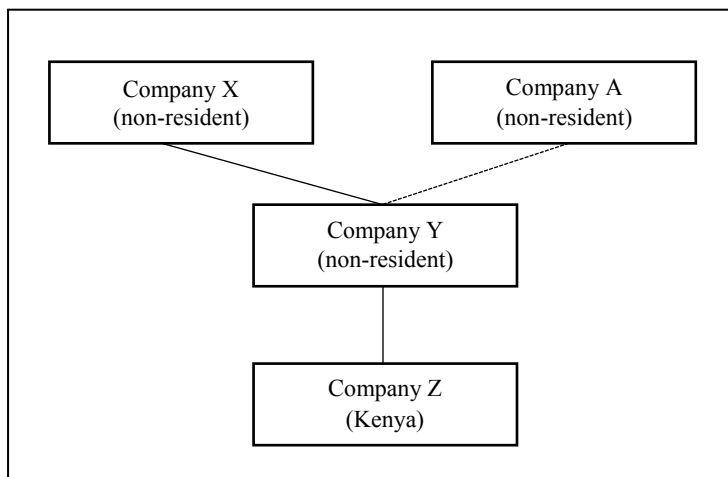 Company X
(non-resident)
Company A
(non-resident)
Company Y
(non-resident)
Company Z
(Kenya)